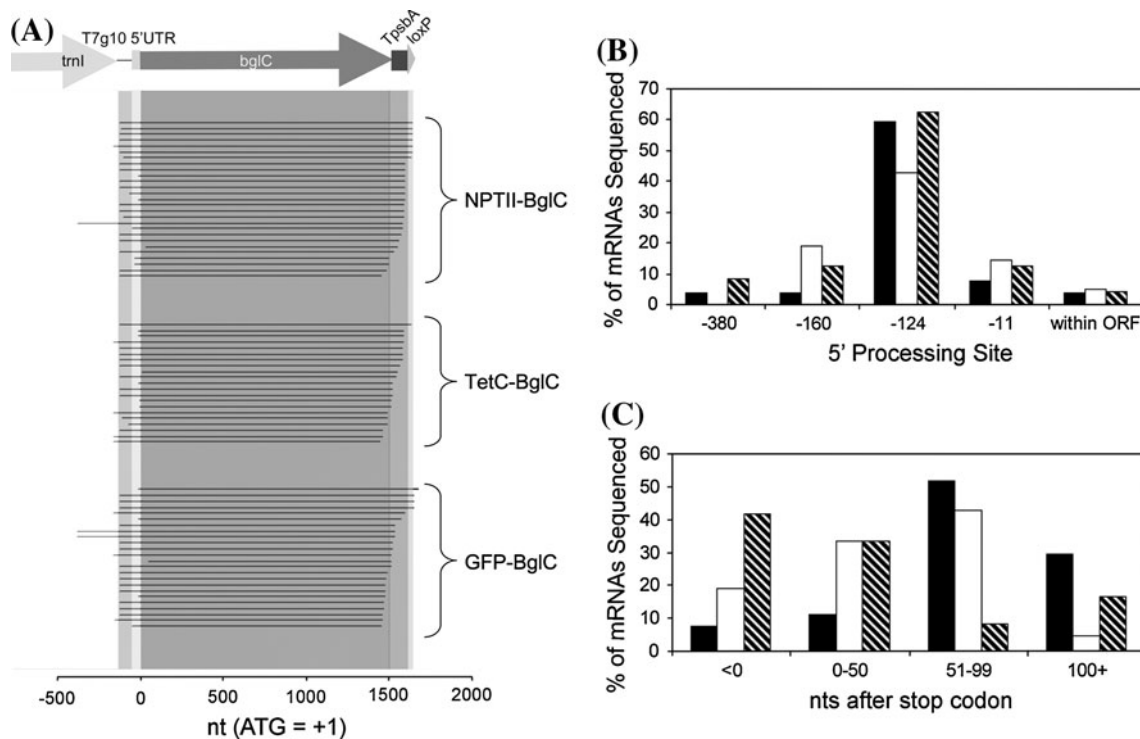 (A)
T7g10 5'UTR
TpsbA
loxP
trnI
bglC
NPTII-BglC
TetC-BglC
GFP-BglC
-500 0 500 1000 1500 2000
nt (ATG = +1)
(B)
% of mRNAs Sequenced
70
60
50
40
30
20
10
0
-380 -160 -124 -11 within ORF
5' Processing Site
(C)
% of mRNAs Sequenced
60
50
40
30
20
10
0
<0 0-50 51-99 100+
nts after stop codon